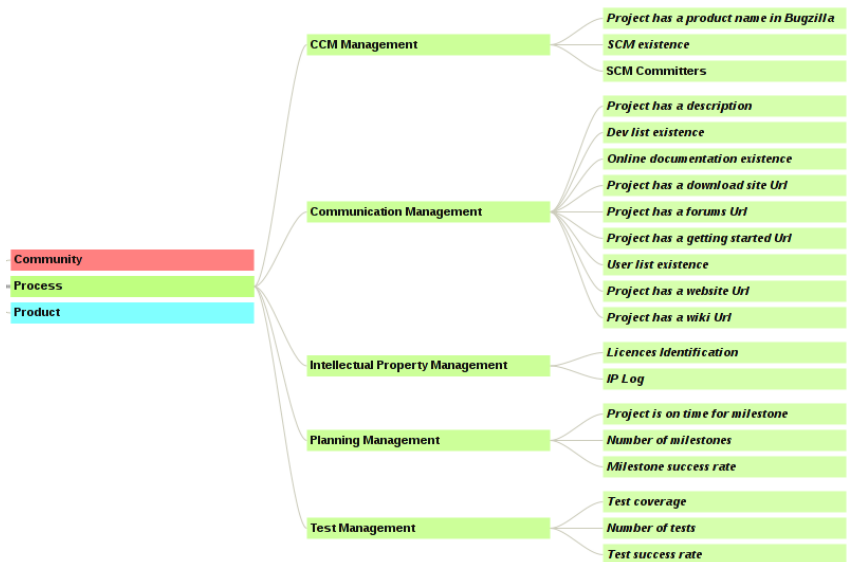 Community
Process
Product
CCM Management
Project has a product name in Bugzilla
SCM existence
SCM Committers
Communication Management
Project has a description
Dev list existence
Online documentation existence
Project has a download site Url
Project has a forums Url
Project has a getting started Url
User list existence
Project has a website Url
Project has a wiki Url
Intellectual Property Management
Licences Identification
IP Log
Planning Management
Project is on time for milestone
Number of milestones
Milestone success rate
Test Management
Test coverage
Number of tests
Test success rate